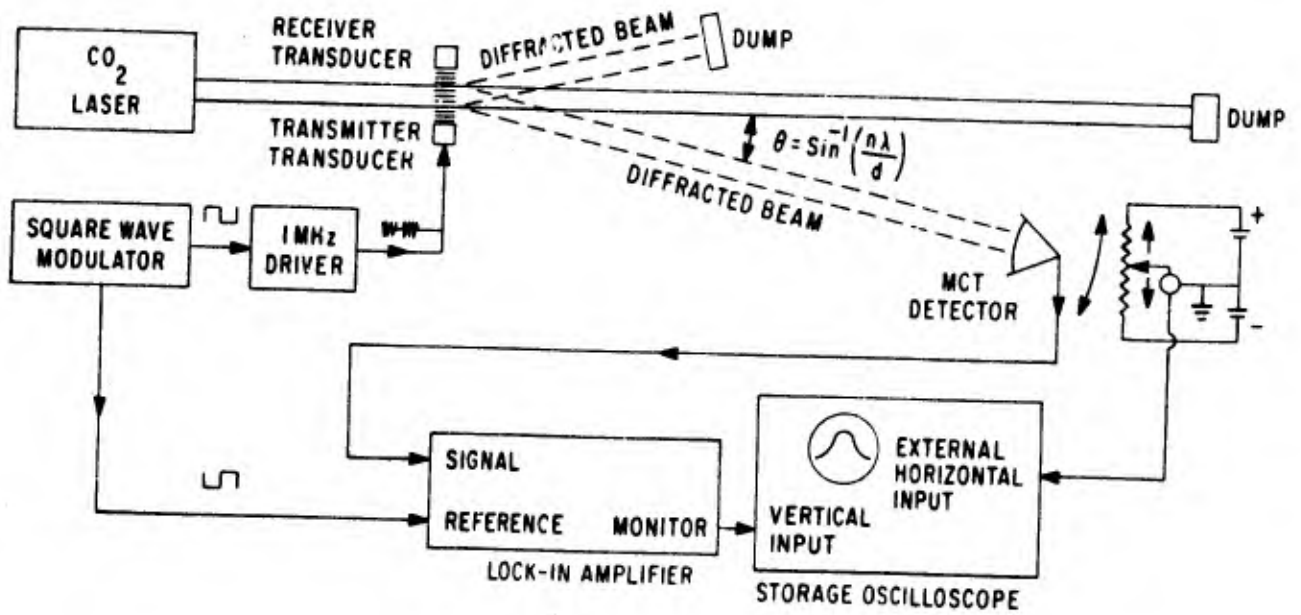 CO2
LASER
RECEIVER
TRANSDUCER
TRANSMITTER
TRANSDUCER
DIFFRACTED BEAM
DUMP
DUMP
θ = Sin⁻¹(nλ/d)
DIFFRACTED BEAM
SQUARE WAVE
MODULATOR
1 MHz
DRIVER
MCT
DETECTOR
+
-
SIGNAL
REFERENCE
MONITOR
LOCK-IN AMPLIFIER
EXTERNAL
HORIZONTAL
INPUT
VERTICAL
INPUT
STORAGE OSCILLOSCOPE